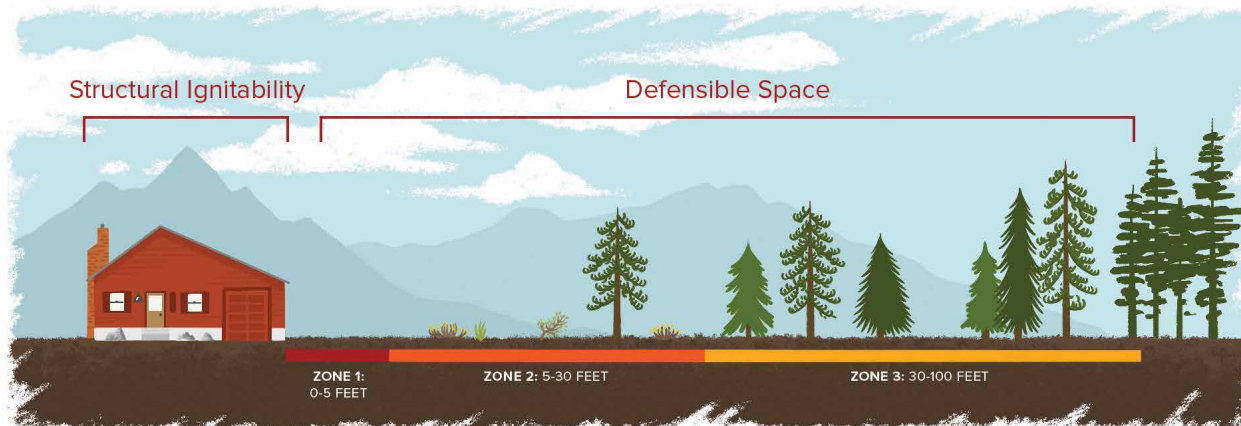 Structural Ignitability
Defensible Space
ZONE 1:
0-5 FEET
ZONE 2: 5-30 FEET
ZONE 3: 30-100 FEET